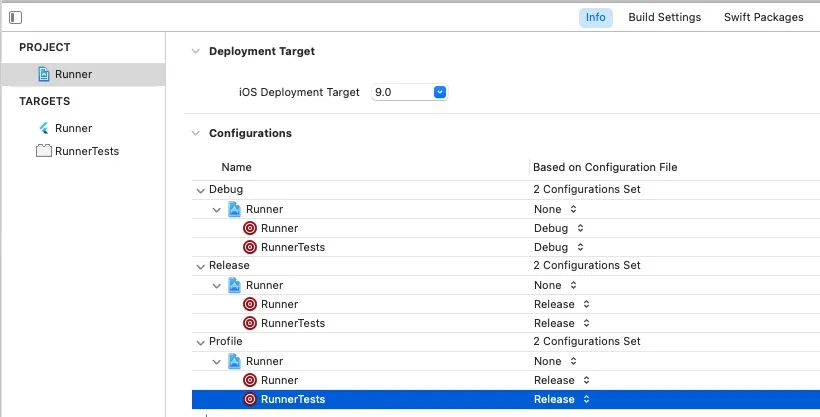 Info Build Settings Swift Packages
PROJECT
Runner
TARGETS
Runner
RunnerTests
Deployment Target
iOS Deployment Target 9.0
Configurations
Name Based on Configuration File
Debug 2 Configurations Set
Runner None
Runner Debug
RunnerTests Debug
Release 2 Configurations Set
Runner None
Runner Release
RunnerTests Release
Profile 2 Configurations Set
Runner None
Runner Release
RunnerTests Release